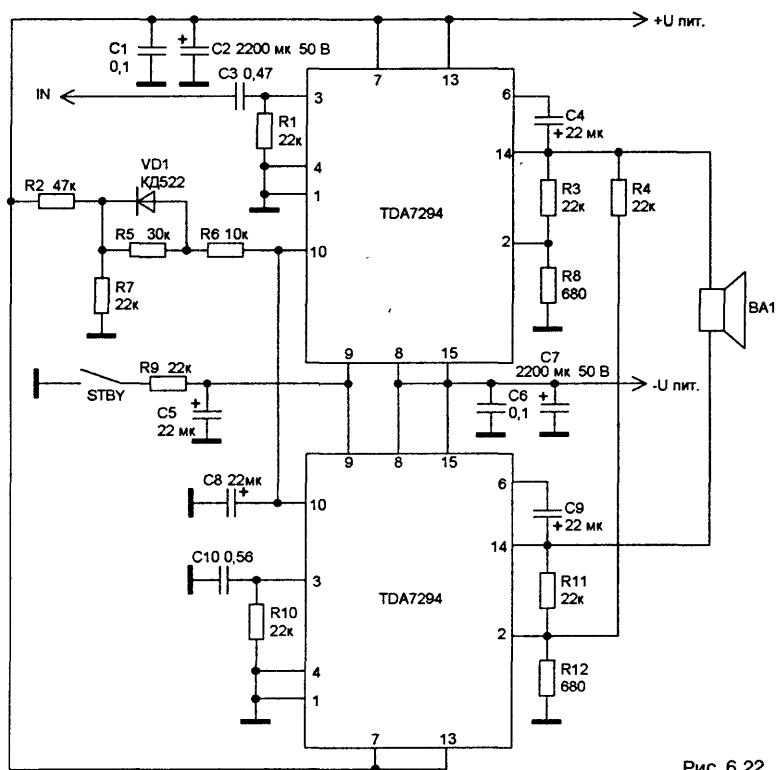 +U пит.
C1
0,1
+
C2 2200 мк 50 В
7
13
C3 0,47
IN
3
6
C4
+ 22 мк
R1
22к
14
VD1
КД522
4
R2 47к
1
TDA7294
R3
22к
R4
22к
R5 30к
R6 10к
10
2
R7
22к
R8
680
BA1
9
8
15
C7
2200 мк 50 В
R9 22к
STBY
+
C5
22 мк
C6
0,1
+
-U пит.
9
8
15
C8 22мк
+
10
6
C9
+ 22 мк
14
C10 0,56
3
TDA7294
R11
22к
R10
22к
2
4
R12
680
1
7
13
Рис. 6.22